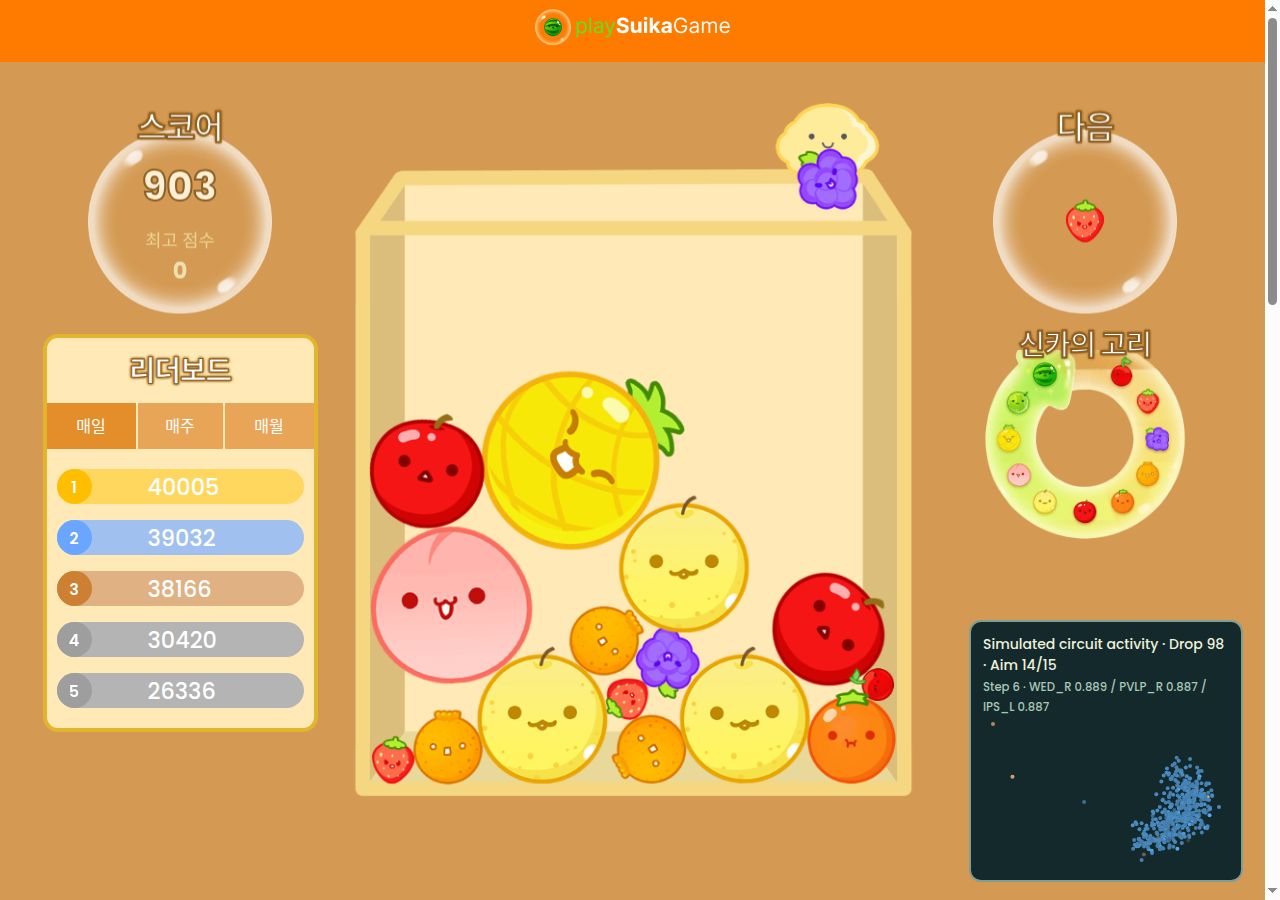 playSuikaGame
스코어
903
최고 점수
0
리더보드
매일 매주 매월
1 40005
2 39032
3 38166
4 30420
5 26336
다음
신카의 고리
Simulated circuit activity · Drop 98
· Aim 14/15
Step 6 · WED_R 0.889 / PVLP_R 0.887 /
IPS_L 0.887